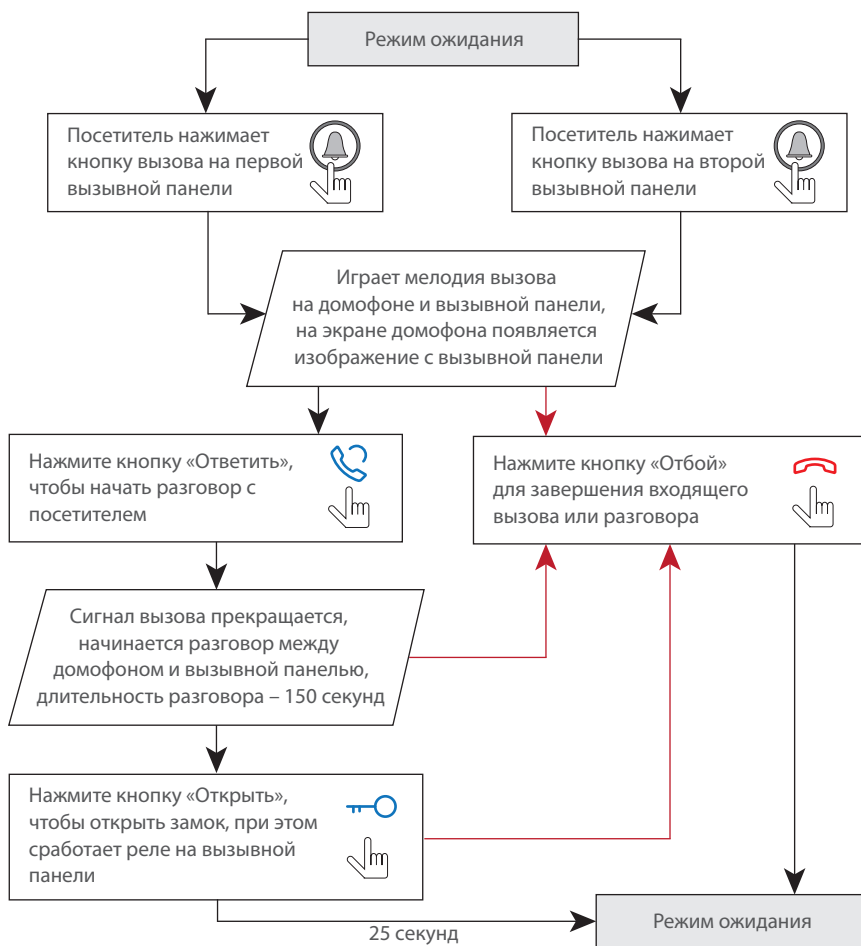 Режим ожидания
Посетитель нажимает
кнопку вызова на первой
вызывной панели
Посетитель нажимает
кнопку вызова на второй
вызывной панели
Играет мелодия вызова
на домофоне и вызывной панели,
на экране домофона появляется
изображение с вызывной панели
Нажмите кнопку «Ответить»,
чтобы начать разговор с
посетителем
Нажмите кнопку «Отбой»
для завершения входящего
вызова или разговора
Сигнал вызова прекращается,
начинается разговор между
домофоном и вызывной панелью,
длительность разговора – 150 секунд
Нажмите кнопку «Открыть»,
чтобы открыть замок, при этом
сработает реле на вызывной
панели
25 секунд
Режим ожидания